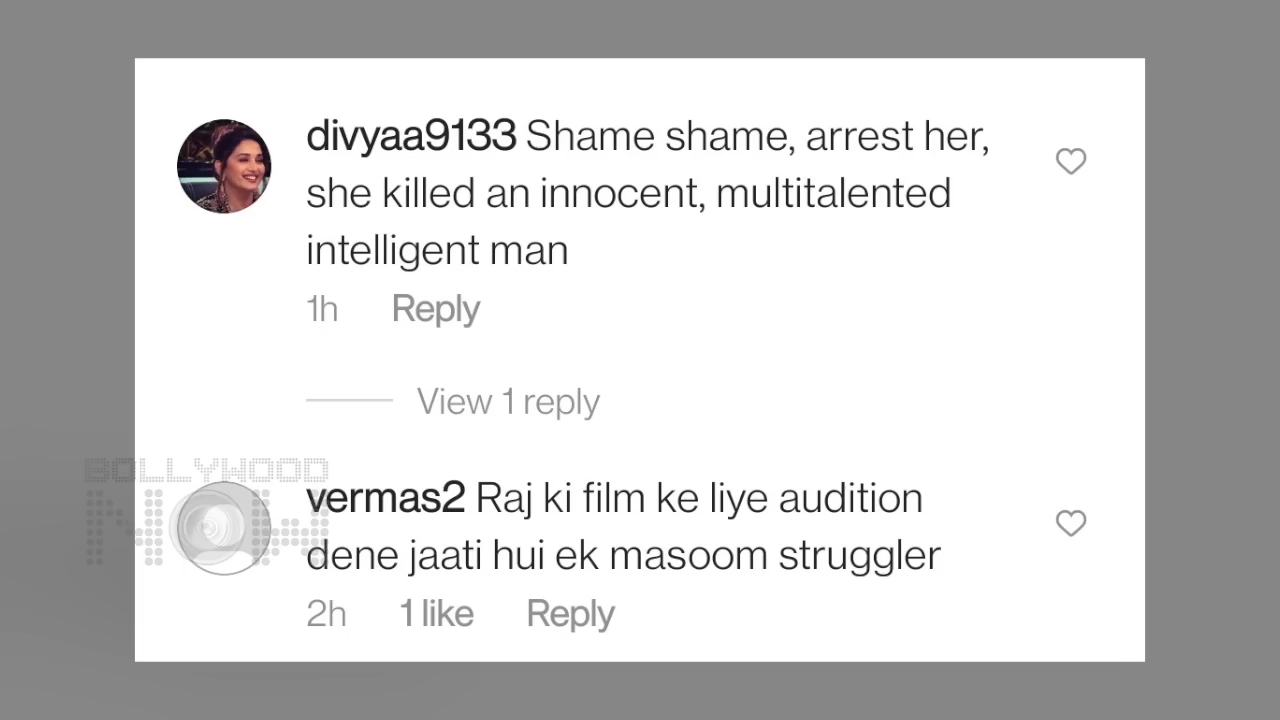 divyaa9133 Shame shame, arrest her,
she killed an innocent, multitalented
intelligent man
1h Reply
View 1 reply
BOLLYWOOD
NOW
vermas2 Raj ki film ke liye audition
dene jaati hui ek masoom struggler
2h 1 like Reply